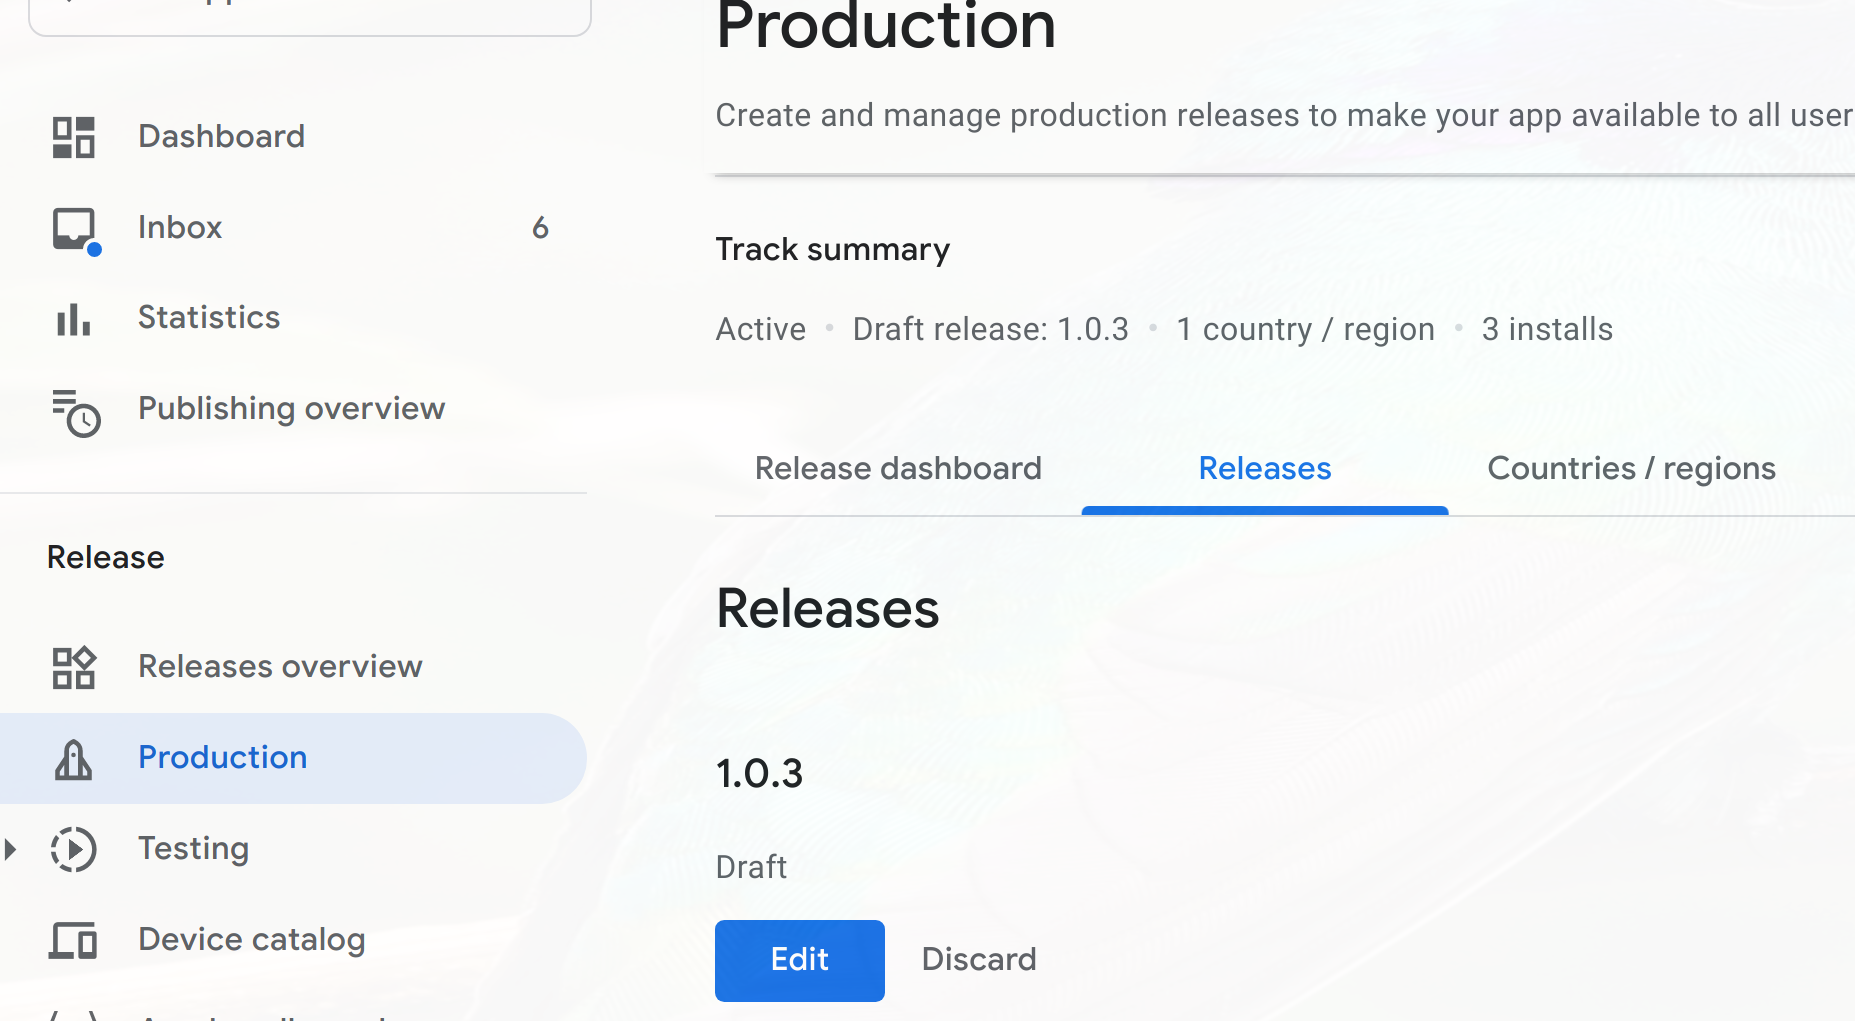 Dashboard
Inbox 6
Statistics
Publishing overview
Release
Releases overview
Production
Testing
Device catalog
Production
Create and manage production releases to make your app available to all user
Track summary
Active • Draft release: 1.0.3 • 1 country / region • 3 installs
Release dashboard Releases Countries / regions
Releases
1.0.3
Draft
Edit Discard